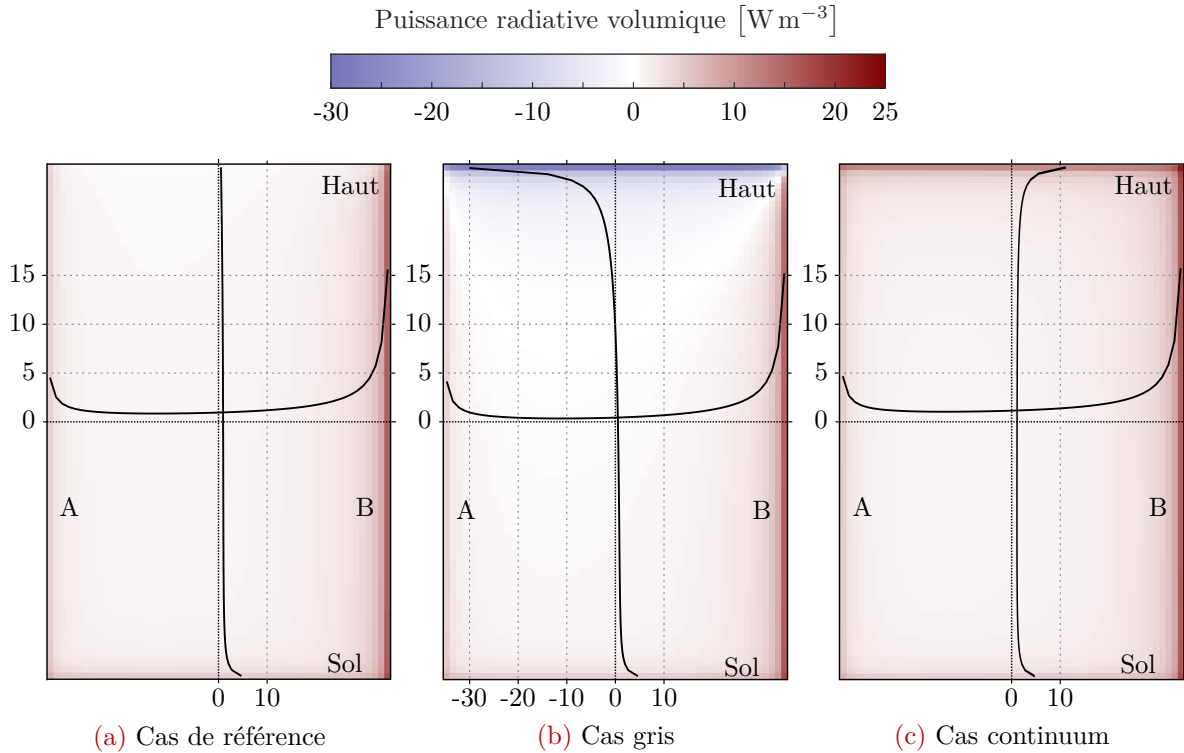 Puissance radiative volumique [W m⁻³]
-30 -20 -10 0 10 20 25
Haut Haut Haut
15 15 15
10 10 10
5 5 5
0 0 0
A B A B A B
Sol Sol Sol
0 10 -30 -20 -10 0 10 0 10
(a) Cas de référence (b) Cas gris (c) Cas continuum